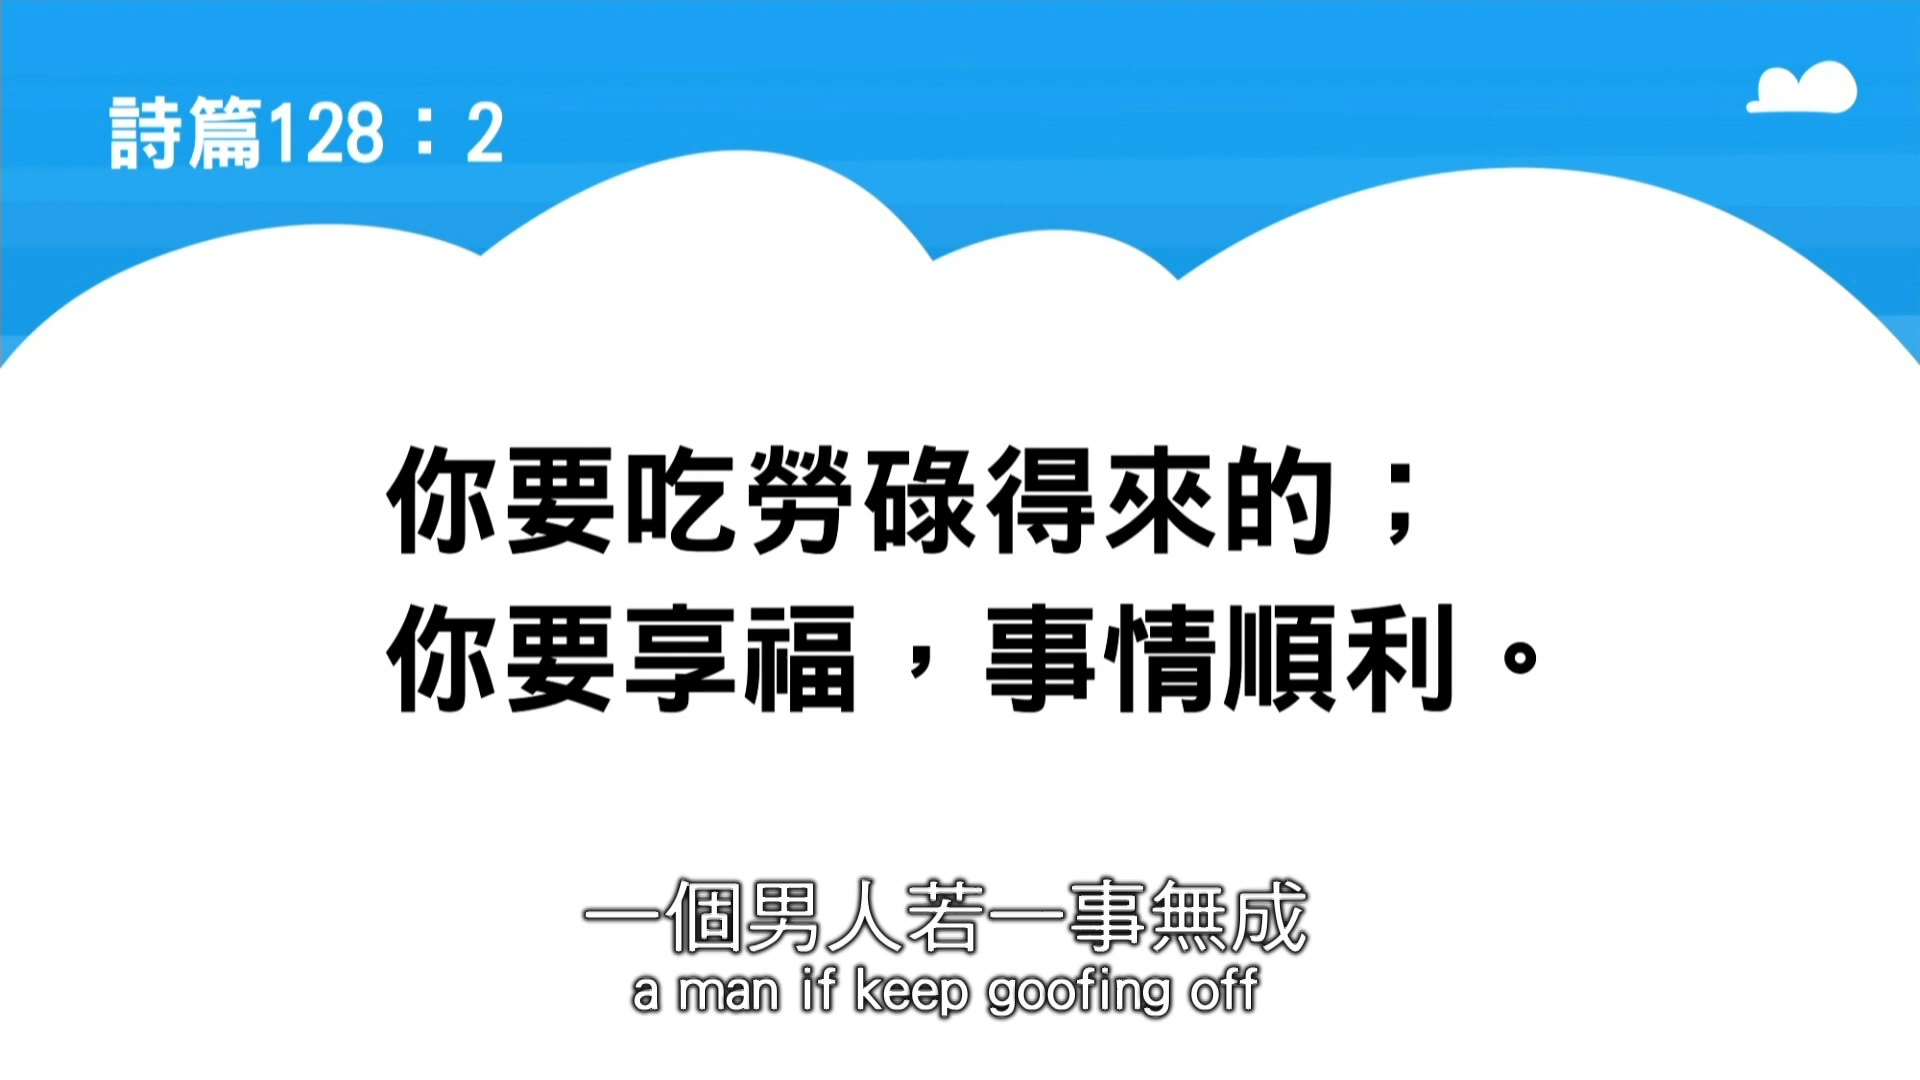 詩篇128：2
你要吃勞碌得來的；
你要享福，事情順利。
一個男人若一事無成
a man if keep goofing off